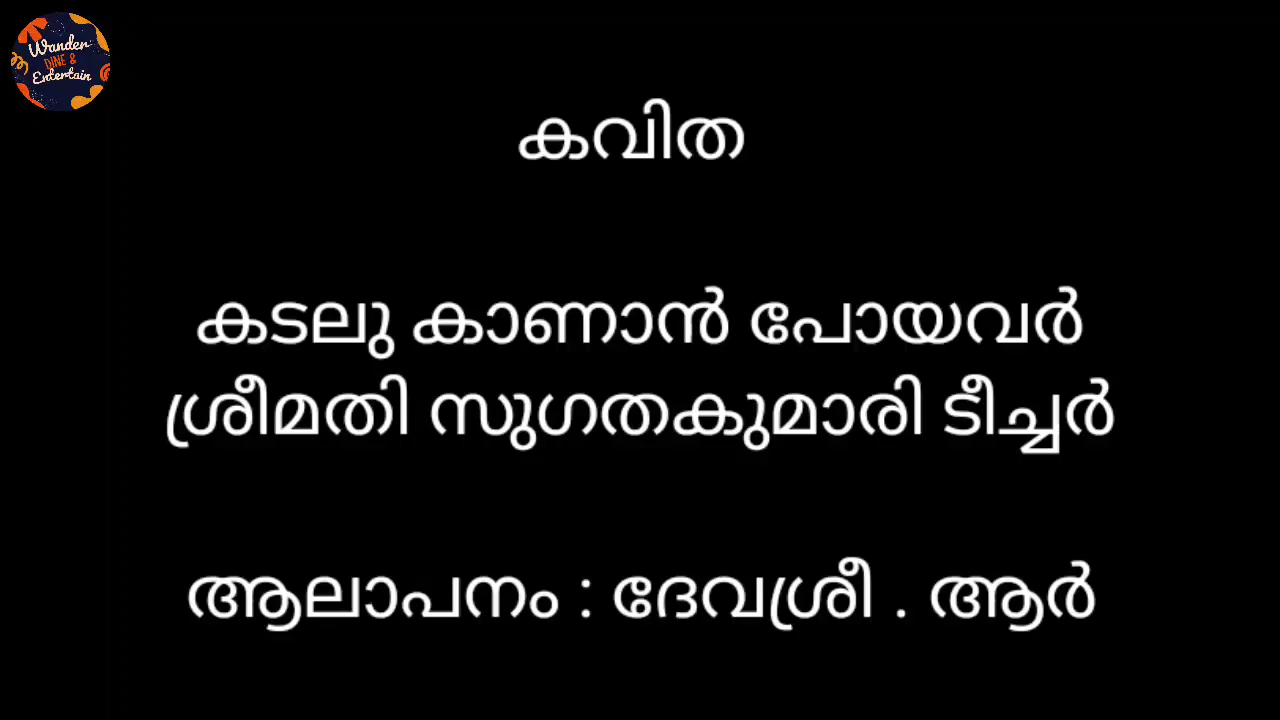 Wander
DINE &
Entertain
കവിത
കടലു കാണാൻ പോയവർ
ശ്രീമതി സുഗതകുമാരി ടീച്ചർ
ആലാപനം : ദേവശ്രീ . ആർ